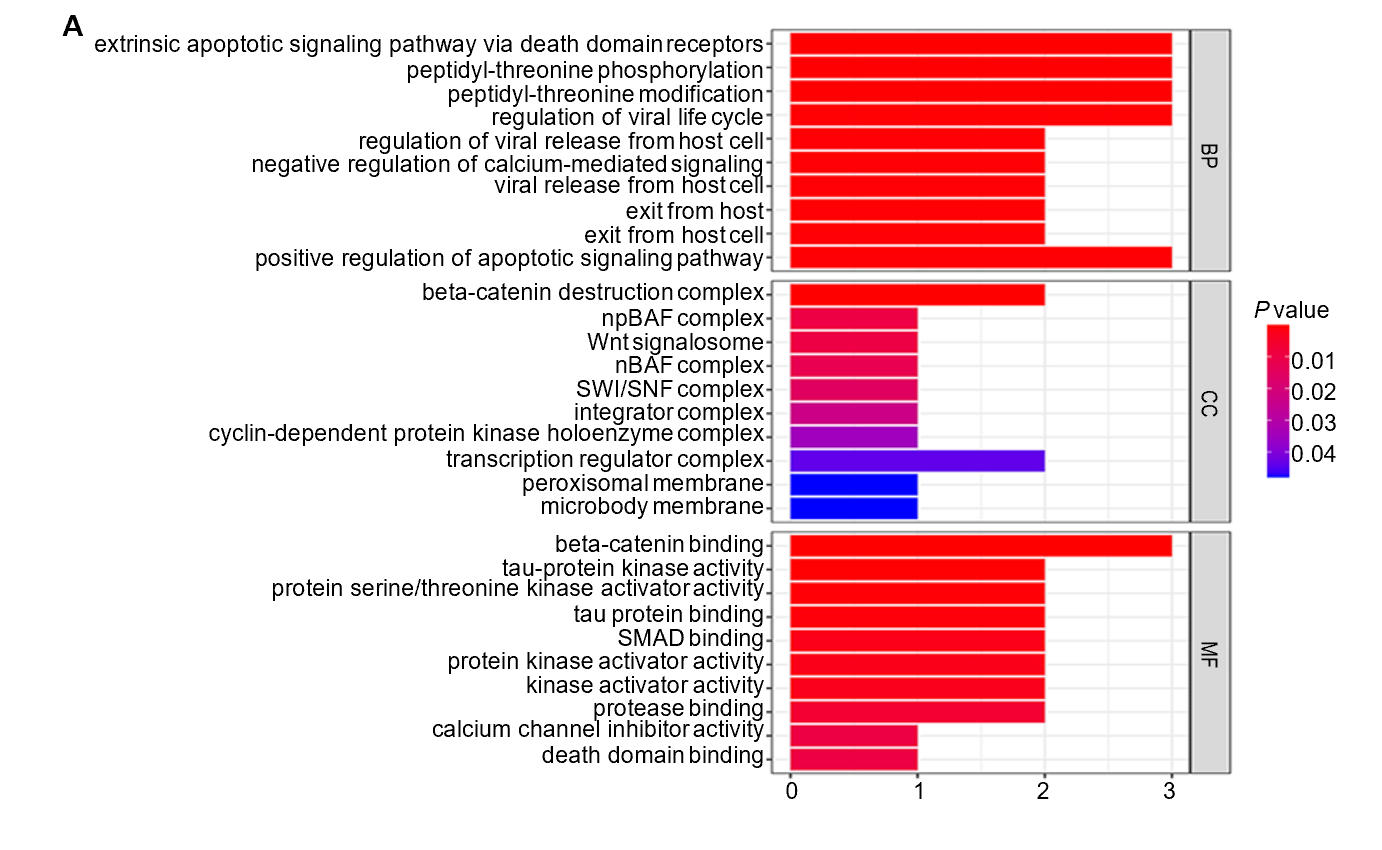 A
extrinsic apoptotic signaling pathway via death domain receptors
peptidyl-threonine phosphorylation
peptidyl-threonine modification
regulation of viral life cycle
regulation of viral release from host cell
negative regulation of calcium-mediated signaling
viral release from host cell
exit from host
exit from host cell
positive regulation of apoptotic signaling pathway
BP
beta-catenin destruction complex
npBAF complex
Wnt signalosome
nBAF complex
SWI/SNF complex
integrator complex
cyclin-dependent protein kinase holoenzyme complex
transcription regulator complex
peroxisomal membrane
microbody membrane
CC
beta-catenin binding
tau-protein kinase activity
protein serine/threonine kinase activator activity
tau protein binding
SMAD binding
protein kinase activator activity
kinase activator activity
protease binding
calcium channel inhibitor activity
death domain binding
MF
0 1 2 3
P value
0.01
0.02
0.03
0.04